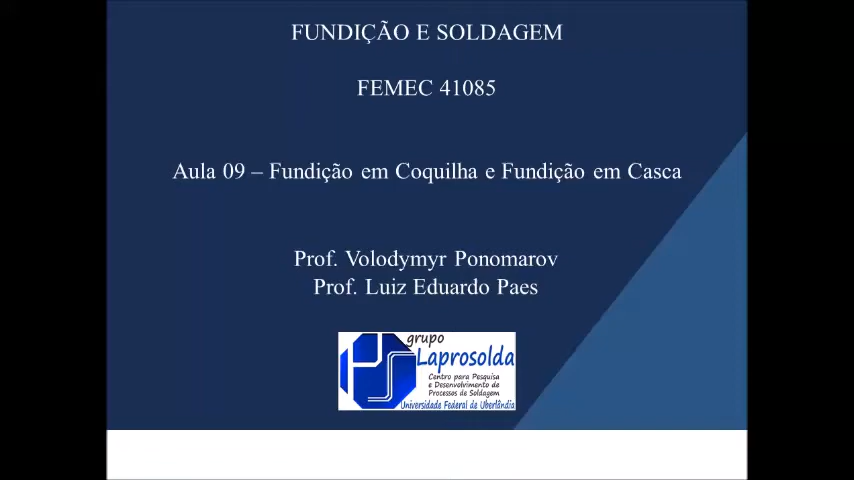 FUNDIÇÃO E SOLDAGEM
FEMEC 41085
Aula 09 – Fundição em Coquilha e Fundição em Casca
Prof. Volodymyr Ponomarov
Prof. Luiz Eduardo Paes
grupo
Laprosolda
Centro para Pesquisa
e Desenvolvimento de
Processos de Soldagem
Universidade Federal de Uberlândia